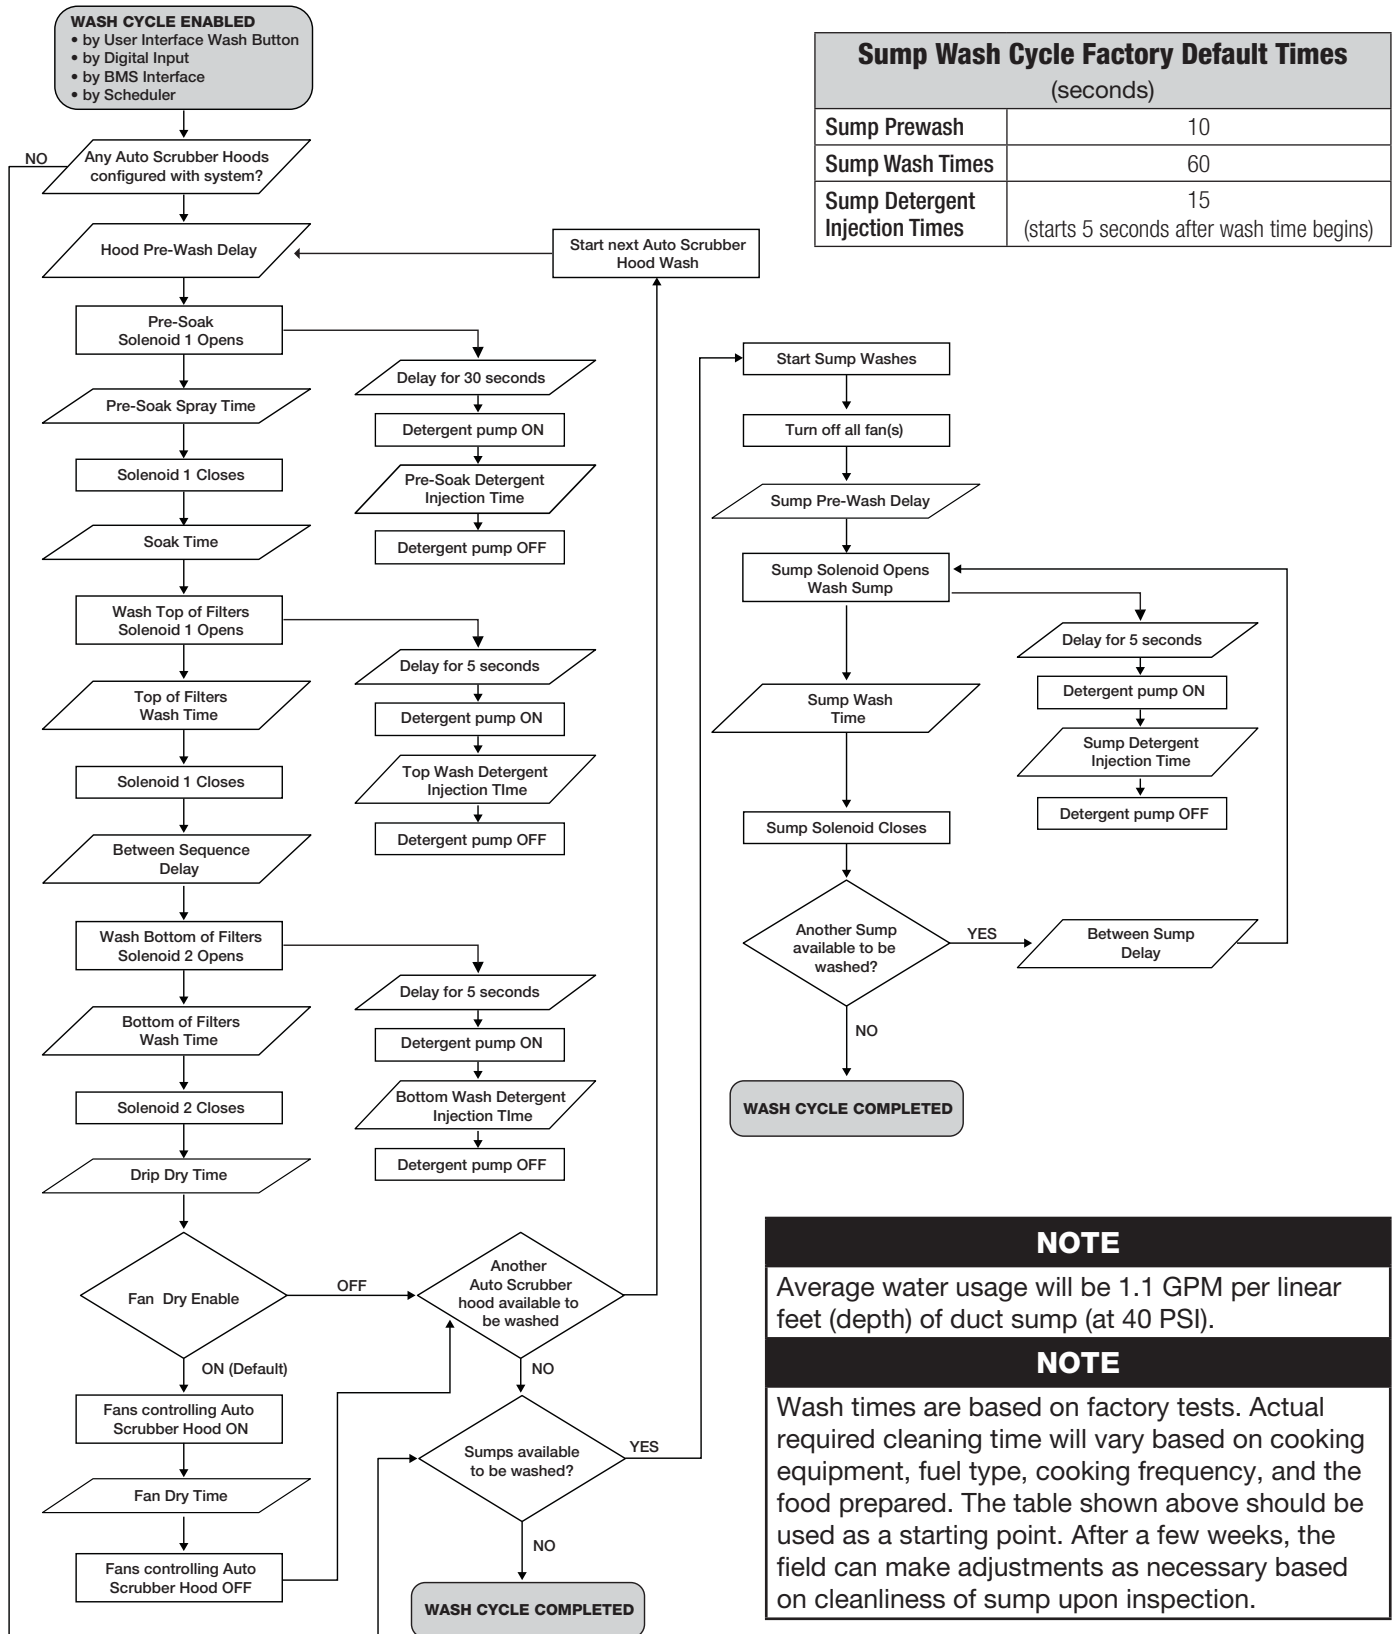 WASH CYCLE ENABLED
• by User Interface Wash Button
• by Digital Input
• by BMS Interface
• by Scheduler
NO
Any Auto Scrubber Hoods
configured with system?
Hood Pre-Wash Delay
Start next Auto Scrubber
Hood Wash
Pre-Soak
Solenoid 1 Opens
Delay for 30 seconds
Pre-Soak Spray Time
Detergent pump ON
Solenoid 1 Closes
Pre-Soak Detergent
Injection Time
Soak Time
Detergent pump OFF
Wash Top of Filters
Solenoid 1 Opens
Delay for 5 seconds
Top of Filters
Wash Time
Detergent pump ON
Solenoid 1 Closes
Top Wash Detergent
Injection TIme
Between Sequence
Delay
Detergent pump OFF
Wash Bottom of Filters
Solenoid 2 Opens
Delay for 5 seconds
Bottom of Filters
Wash Time
Detergent pump ON
Solenoid 2 Closes
Bottom Wash Detergent
Injection TIme
Drip Dry Time
Detergent pump OFF
Fan Dry Enable
OFF
Another
Auto Scrubber
hood available to
be washed
ON (Default)
NO
Fans controlling Auto
Scrubber Hood ON
Sumps available
to be washed?
YES
Fan Dry Time
NO
Fans controlling Auto
Scrubber Hood OFF
WASH CYCLE COMPLETED
Sump Wash Cycle Factory Default Times
(seconds)
Sump Prewash 10
Sump Wash Times 60
Sump Detergent
Injection Times
15
(starts 5 seconds after wash time begins)
Start Sump Washes
Turn off all fan(s)
Sump Pre-Wash Delay
Sump Solenoid Opens
Wash Sump
Delay for 5 seconds
Detergent pump ON
Sump Wash
Time
Sump Detergent
Injection Time
Detergent pump OFF
Sump Solenoid Closes
Another Sump
available to be
washed?
YES
Between Sump
Delay
NO
WASH CYCLE COMPLETED
NOTE
Average water usage will be 1.1 GPM per linear
feet (depth) of duct sump (at 40 PSI).
NOTE
Wash times are based on factory tests. Actual
required cleaning time will vary based on cooking
equipment, fuel type, cooking frequency, and the
food prepared. The table shown above should be
used as a starting point. After a few weeks, the
field can make adjustments as necessary based
on cleanliness of sump upon inspection.